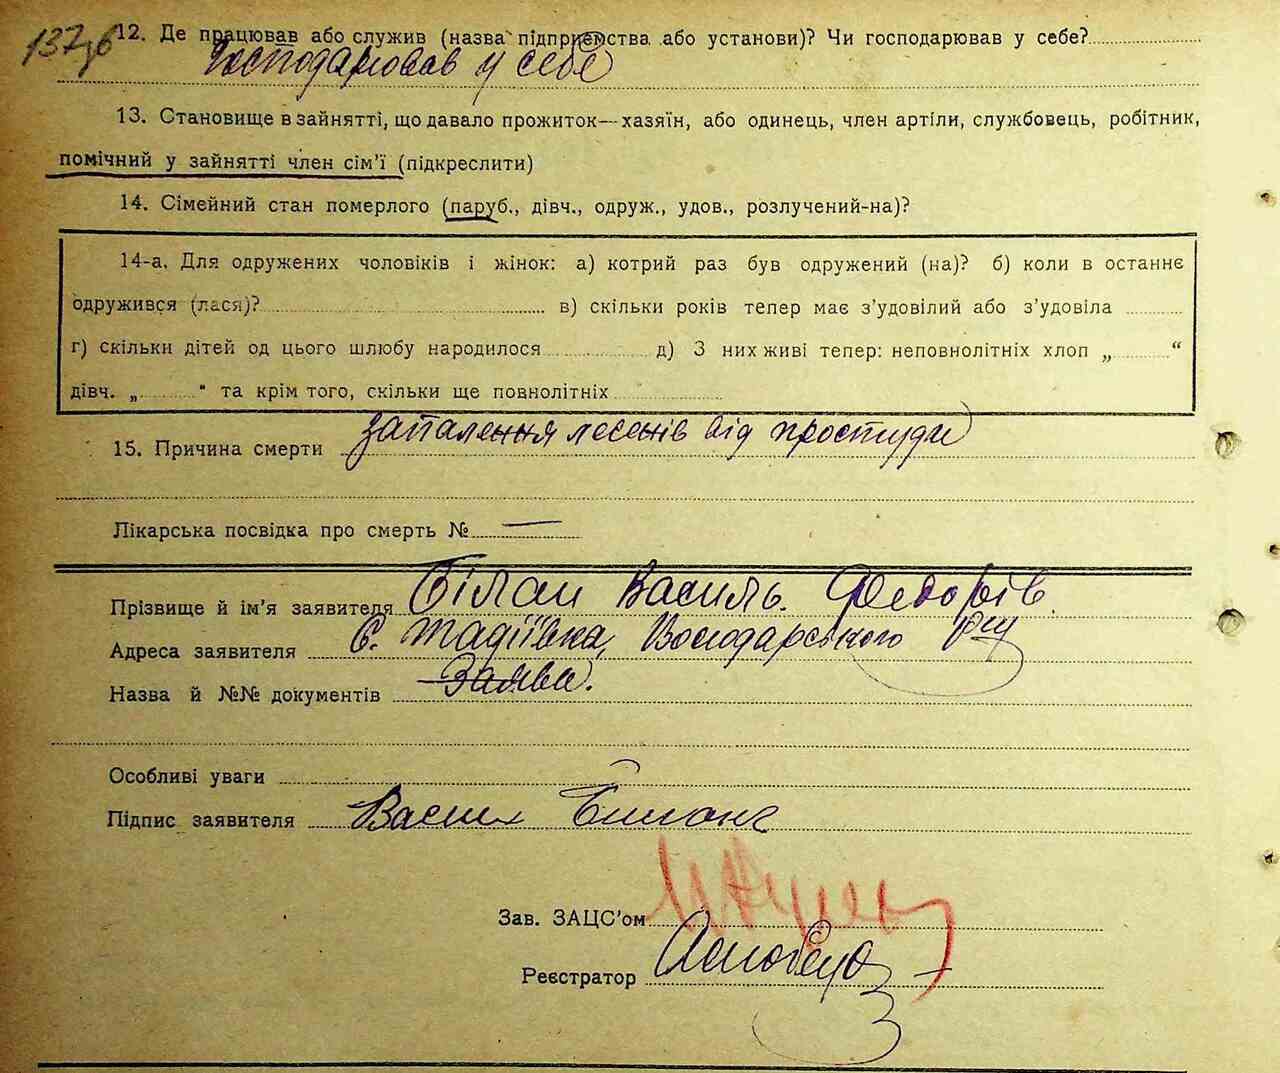 137зв
12. Де працював або служив (назва підприємства або установи)? Чи господарював у себе?
Господарював у себе
13. Становище в зайнятті, що давало прожиток—хазяїн, або одинець, член артіли, службовець, робітник,
помічний у зайнятті член сім'ї (підкреслити)
14. Сімейний стан померлого (паруб., дівч., одруж., удов., розлучений-на)?
14-а. Для одружених чоловіків і жінок: а) котрий раз був одружений (на)? б) коли в останнє
одружився (лася)? в) скільки років тепер має з'удовілий або з'удовіла
г) скільки дітей од цього шлюбу народилося д) З них живі тепер: неповнолітніх хлоп „ “
дівч. „ “ та крім того, скільки ще повнолітніх
15. Причина смерти запалення легенів від простуди
Лікарська посвідка про смерть № —
Прізвище й ім'я заявителя Білан Василь Федорів
Адреса заявителя с. Тадіївка, Володарського р-ну
Назва й №№ документів Заява.
Особливі уваги
Підпис заявителя Василь
Зав. ЗАЦС'ом
Реєстратор